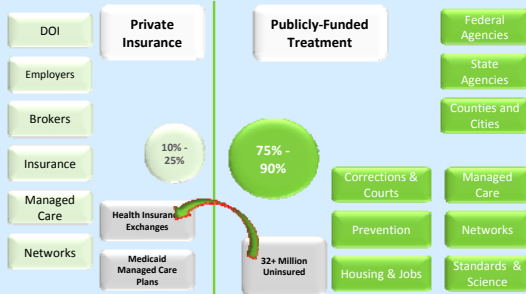 DOI
Employers
Brokers
Insurance
Managed
Care
Networks
Private
Insurance
10% -
25%
Health Insuran
Exchanges
Medicaid
Managed Care
Plans
Publicly-Funded
Treatment
75% -
90%
32+ Million
Uninsured
Corrections &
Courts
Prevention
Housing & Jobs
Federal
Agencies
State
Agencies
Counties and
Cities
Managed
Care
Networks
Standards &
Science